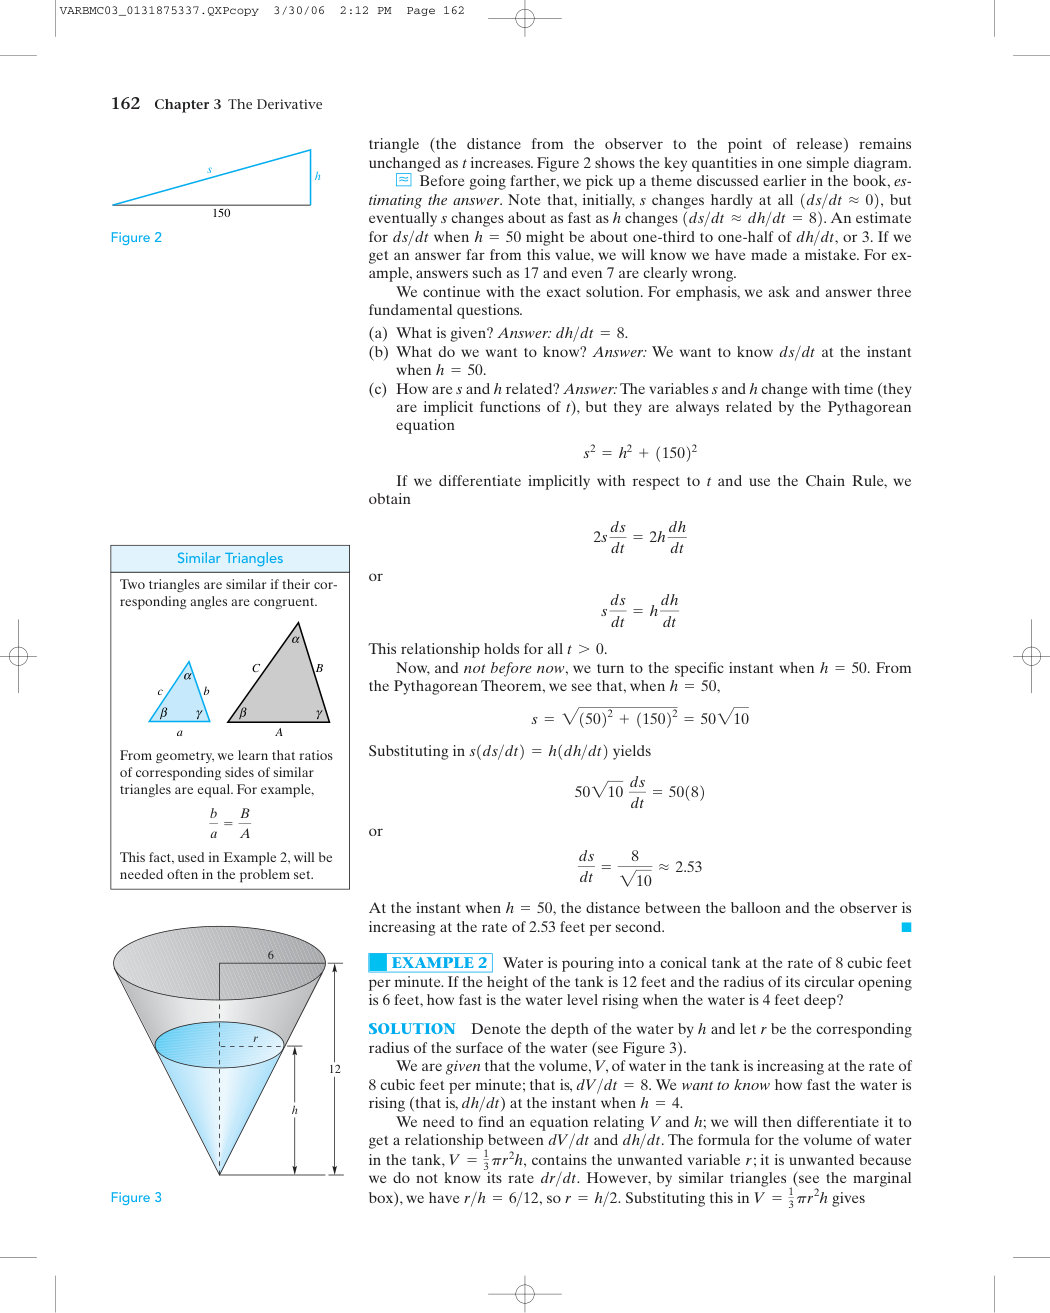 VARBMC03_0131875337.QXPcopy 3/30/06 2:12 PM Page 162
162 Chapter 3 The Derivative
s
h
150
Figure 2
triangle (the distance from the observer to the point of release) remains
unchanged as t increases. Figure 2 shows the key quantities in one simple diagram.
≈ Before going farther, we pick up a theme discussed earlier in the book, es-
timating the answer. Note that, initially, s changes hardly at all (ds/dt ≈ 0), but
eventually s changes about as fast as h changes (ds/dt ≈ dh/dt = 8). An estimate
for ds/dt when h = 50 might be about one-third to one-half of dh/dt, or 3. If we
get an answer far from this value, we will know we have made a mistake. For ex-
ample, answers such as 17 and even 7 are clearly wrong.
We continue with the exact solution. For emphasis, we ask and answer three
fundamental questions.
(a) What is given? Answer: dh/dt = 8.
(b) What do we want to know? Answer: We want to know ds/dt at the instant
when h = 50.
(c) How are s and h related? Answer: The variables s and h change with time (they
are implicit functions of t), but they are always related by the Pythagorean
equation
s² = h² + (150)²
If we differentiate implicitly with respect to t and use the Chain Rule, we
obtain
2s ds/dt = 2h dh/dt
or
s ds/dt = h dh/dt
This relationship holds for all t > 0.
Now, and not before now, we turn to the specific instant when h = 50. From
the Pythagorean Theorem, we see that, when h = 50,
s = √((50)² + (150)²) = 50√10
Substituting in s(ds/dt) = h(dh/dt) yields
50√10 ds/dt = 50(8)
or
ds/dt = 8/√10 ≈ 2.53
At the instant when h = 50, the distance between the balloon and the observer is
increasing at the rate of 2.53 feet per second.
Similar Triangles
Two triangles are similar if their cor-
responding angles are congruent.
α
C
B
α
c
b
β
γ
β
γ
a
A
From geometry, we learn that ratios
of corresponding sides of similar
triangles are equal. For example,
b/a = B/A
This fact, used in Example 2, will be
needed often in the problem set.
EXAMPLE 2 Water is pouring into a conical tank at the rate of 8 cubic feet
per minute. If the height of the tank is 12 feet and the radius of its circular opening
is 6 feet, how fast is the water level rising when the water is 4 feet deep?
SOLUTION Denote the depth of the water by h and let r be the corresponding
radius of the surface of the water (see Figure 3).
We are given that the volume, V, of water in the tank is increasing at the rate of
8 cubic feet per minute; that is, dV/dt = 8. We want to know how fast the water is
rising (that is, dh/dt) at the instant when h = 4.
We need to find an equation relating V and h; we will then differentiate it to
get a relationship between dV/dt and dh/dt. The formula for the volume of water
in the tank, V = ⅓πr²h, contains the unwanted variable r; it is unwanted because
we do not know its rate dr/dt. However, by similar triangles (see the marginal
box), we have r/h = 6/12, so r = h/2. Substituting this in V = ⅓πr²h gives
6
r
12
h
Figure 3